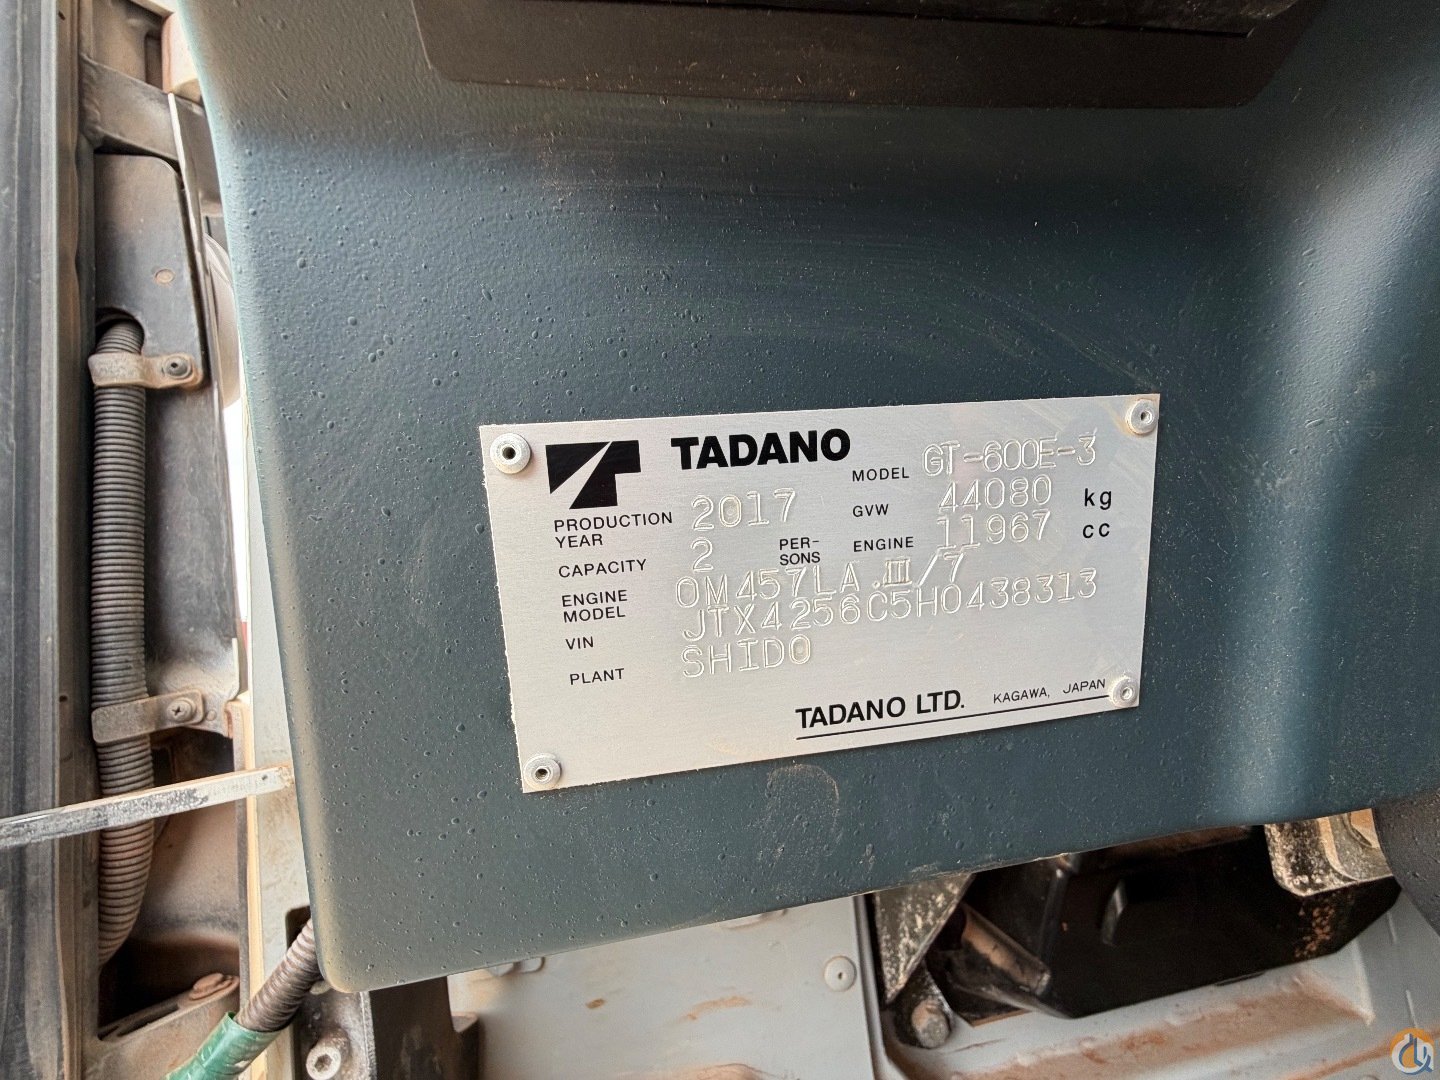 TADANO
MODEL GT-600E-3
PRODUCTION YEAR 2017
GVW 44080 kg
CAPACITY 2 PER-SONS
ENGINE 11967 cc
ENGINE MODEL OM457LA.III/7
VIN JTX4256C5H0438313
PLANT SHIDO
TADANO LTD. KAGAWA, JAPAN